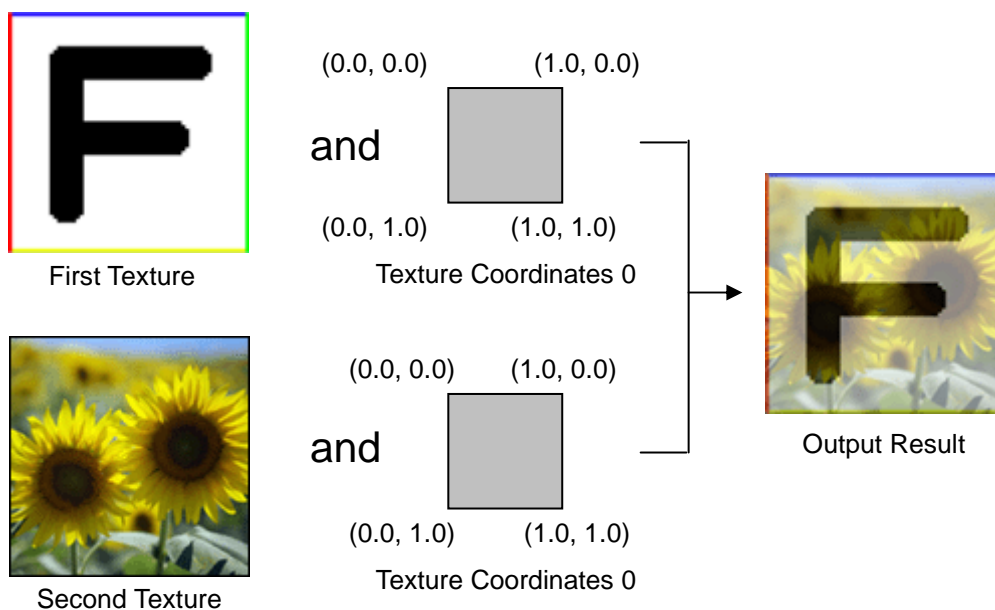 F
(0.0, 0.0) (1.0, 0.0)
and
(0.0, 1.0) (1.0, 1.0)
First Texture
Texture Coordinates 0
F
(0.0, 0.0) (1.0, 0.0)
and
Output Result
(0.0, 1.0) (1.0, 1.0)
Texture Coordinates 0
Second Texture